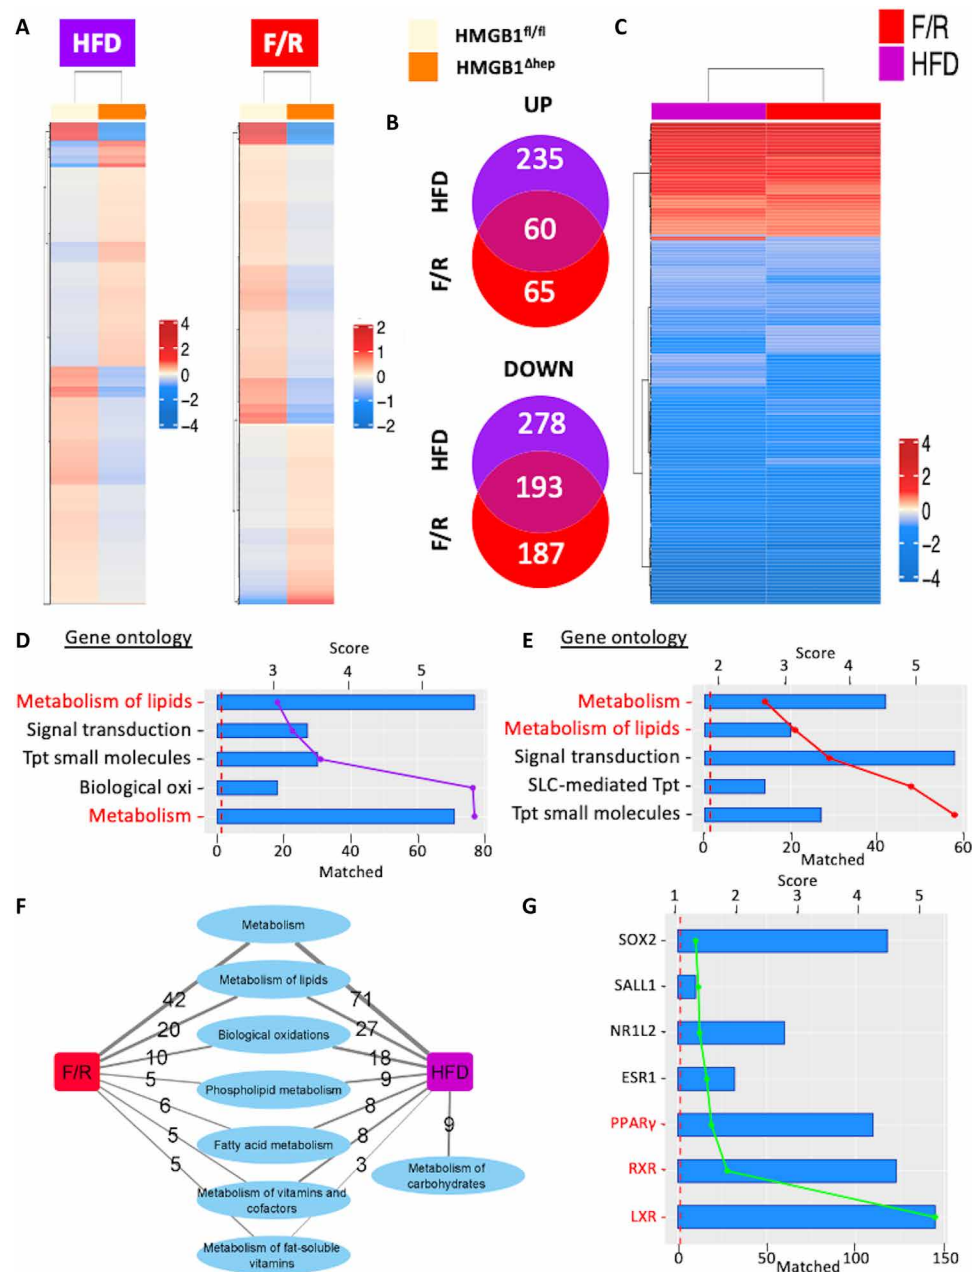 A
HFD
F/R
HMGB1fl/fl
HMGB1Δhep
C
F/R
HFD
4
2
0
−2
−4
2
1
0
−1
−2
B
UP
HFD
235
60
F/R
65
DOWN
HFD
278
193
F/R
187
4
2
0
−2
−4
D
Gene ontology
Score
3 4 5
Metabolism of lipids
Signal transduction
Tpt small molecules
Biological oxi
Metabolism
0 20 40 60 80
Matched
E
Gene ontology
Score
2 3 4 5
Metabolism
Metabolism of lipids
Signal transduction
SLC-mediated Tpt
Tpt small molecules
0 20 40 60
Matched
F
Metabolism
Metabolism of lipids
Biological oxidations
Phospholipid metabolism
Fatty acid metabolism
Metabolism of vitamins and
cofactors
Metabolism of fat-soluble
vitamins
Metabolism of
carbohydrates
F/R
HFD
42
20
10
5
6
5
5
71
27
18
9
8
8
3
9
G
Score
1 2 3 4 5
SOX2
SALL1
NR1L2
ESR1
PPARγ
RXR
LXR
0 50 100 150
Matched